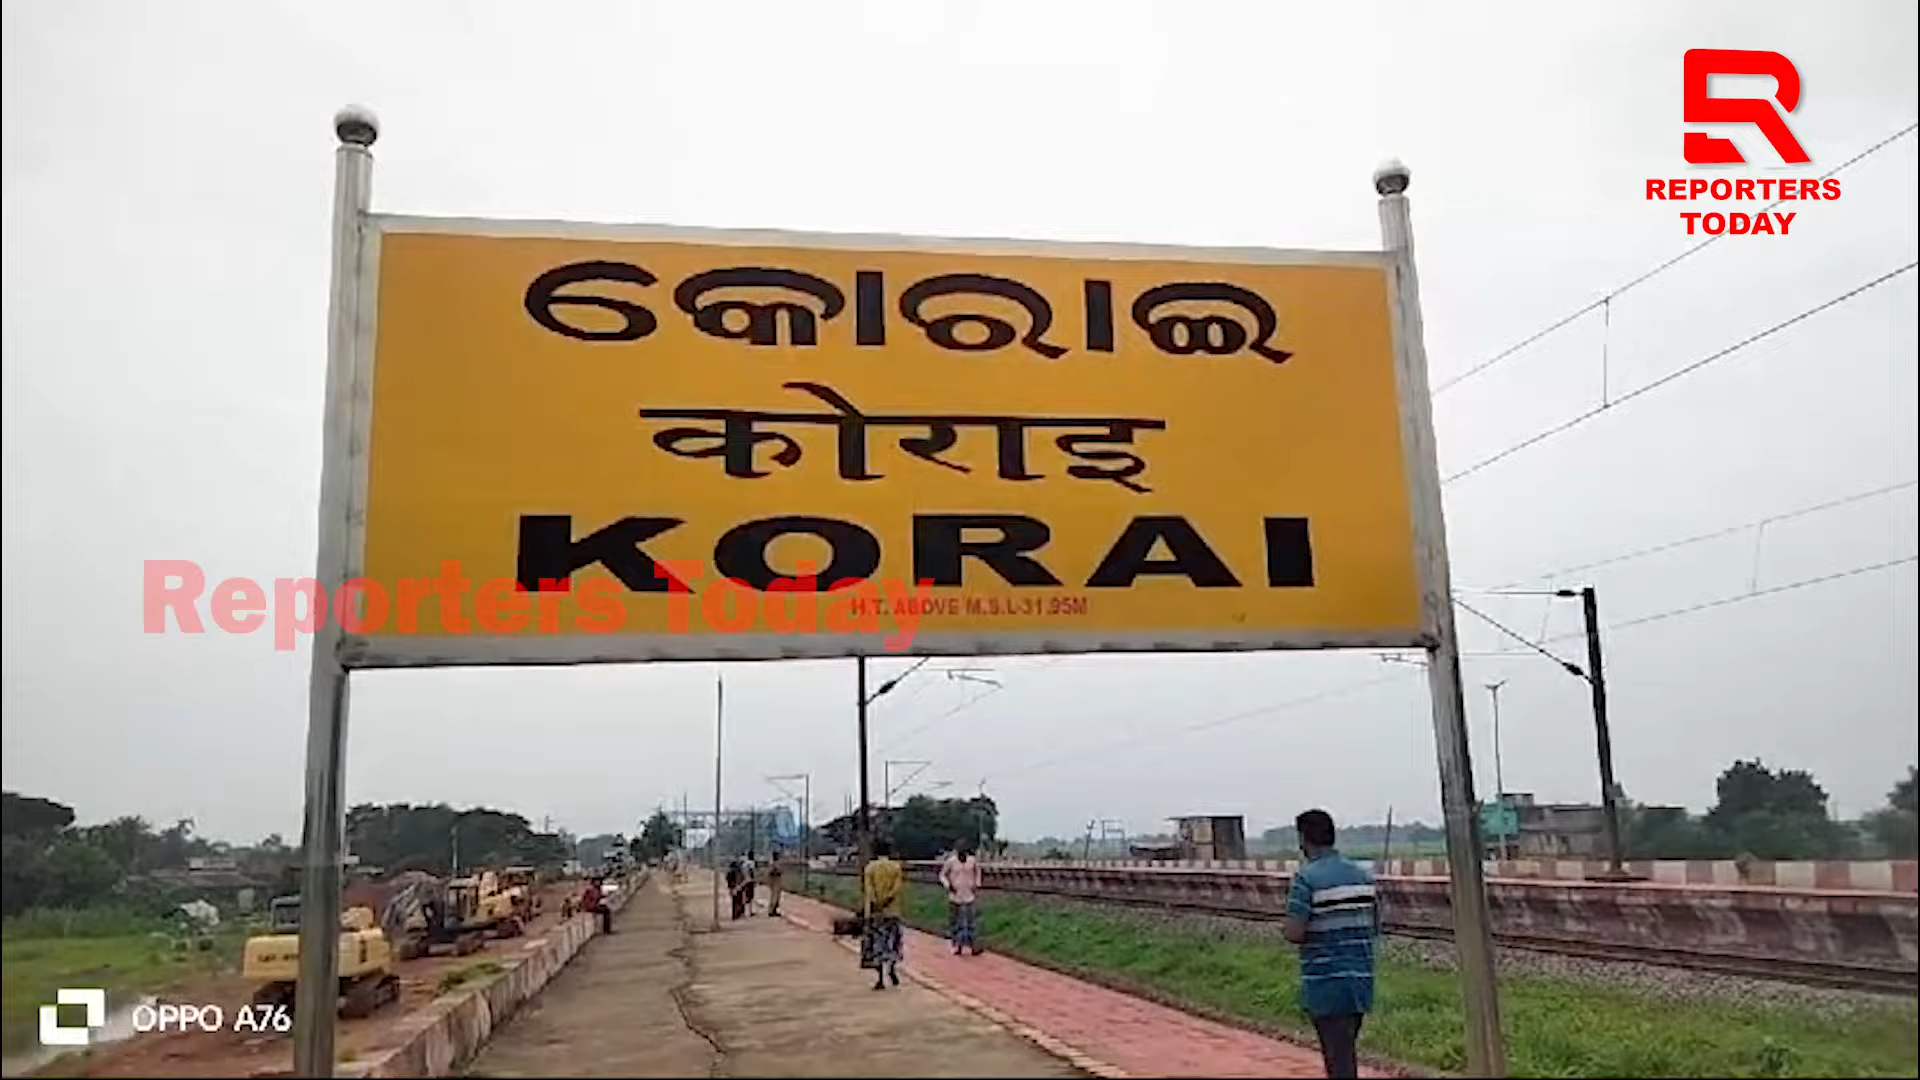 REPORTERS
TODAY
କୋରାଇ
कोराइ
KORAI
Reporters Today
H.T. ABOVE M.S.L-31.95M
OPPO A76